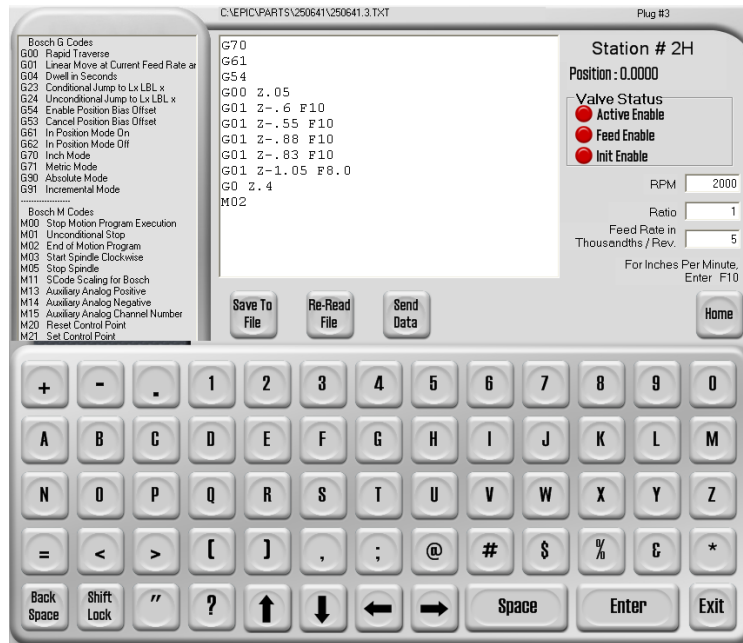 C:\EPIC\PARTS\250641\250641.3.TXT
Plug #3
Bosch G Codes
G00 Rapid Traverse
G01 Linear Move at Current Feed Rate ar
G04 Dwell in Seconds
G23 Conditional Jump to Lx LBL x
G24 Unconditional Jump to Lx LBL x
G54 Enable Position Bias Offset
G53 Cancel Position Bias Offset
G61 In Position Mode On
G62 In Position Mode Off
G70 Inch Mode
G71 Metric Mode
G90 Absolute Mode
G91 Incremental Mode
-------------------
Bosch M Codes
M00 Stop Motion Program Execution
M01 Unconditional Stop
M02 End of Motion Program
M03 Start Spindle Clockwise
M05 Stop Spindle
M11 SCode Scaling for Bosch
M13 Auxiliary Analog Positive
M14 Auxiliary Analog Negative
M15 Auxiliary Analog Channel Number
M20 Reset Control Point
M21 Set Control Point
G70
G61
G54
G00 Z.05
G01 Z-.6 F10
G01 Z-.55 F10
G01 Z-.88 F10
G01 Z-.83 F10
G01 Z-1.05 F8.0
G0 Z.4
M02
Station # 2H
Position : 0.0000
Valve Status
Active Enable
Feed Enable
Init Enable
RPM 2000
Ratio 1
Feed Rate in
Thousandths / Rev. 5
For Inches Per Minute,
Enter F10
Save To
File
Re-Read
File
Send
Data
Home
+ - . 1 2 3 4 5 6 7 8 9 0
A B C D E F G H I J K L M
N O P Q R S T U V W X Y Z
= < > ( ) , ; @ # $ % & *
Back
Space
Shift
Lock
" ? ↑ ↓ ← → Space Enter Exit